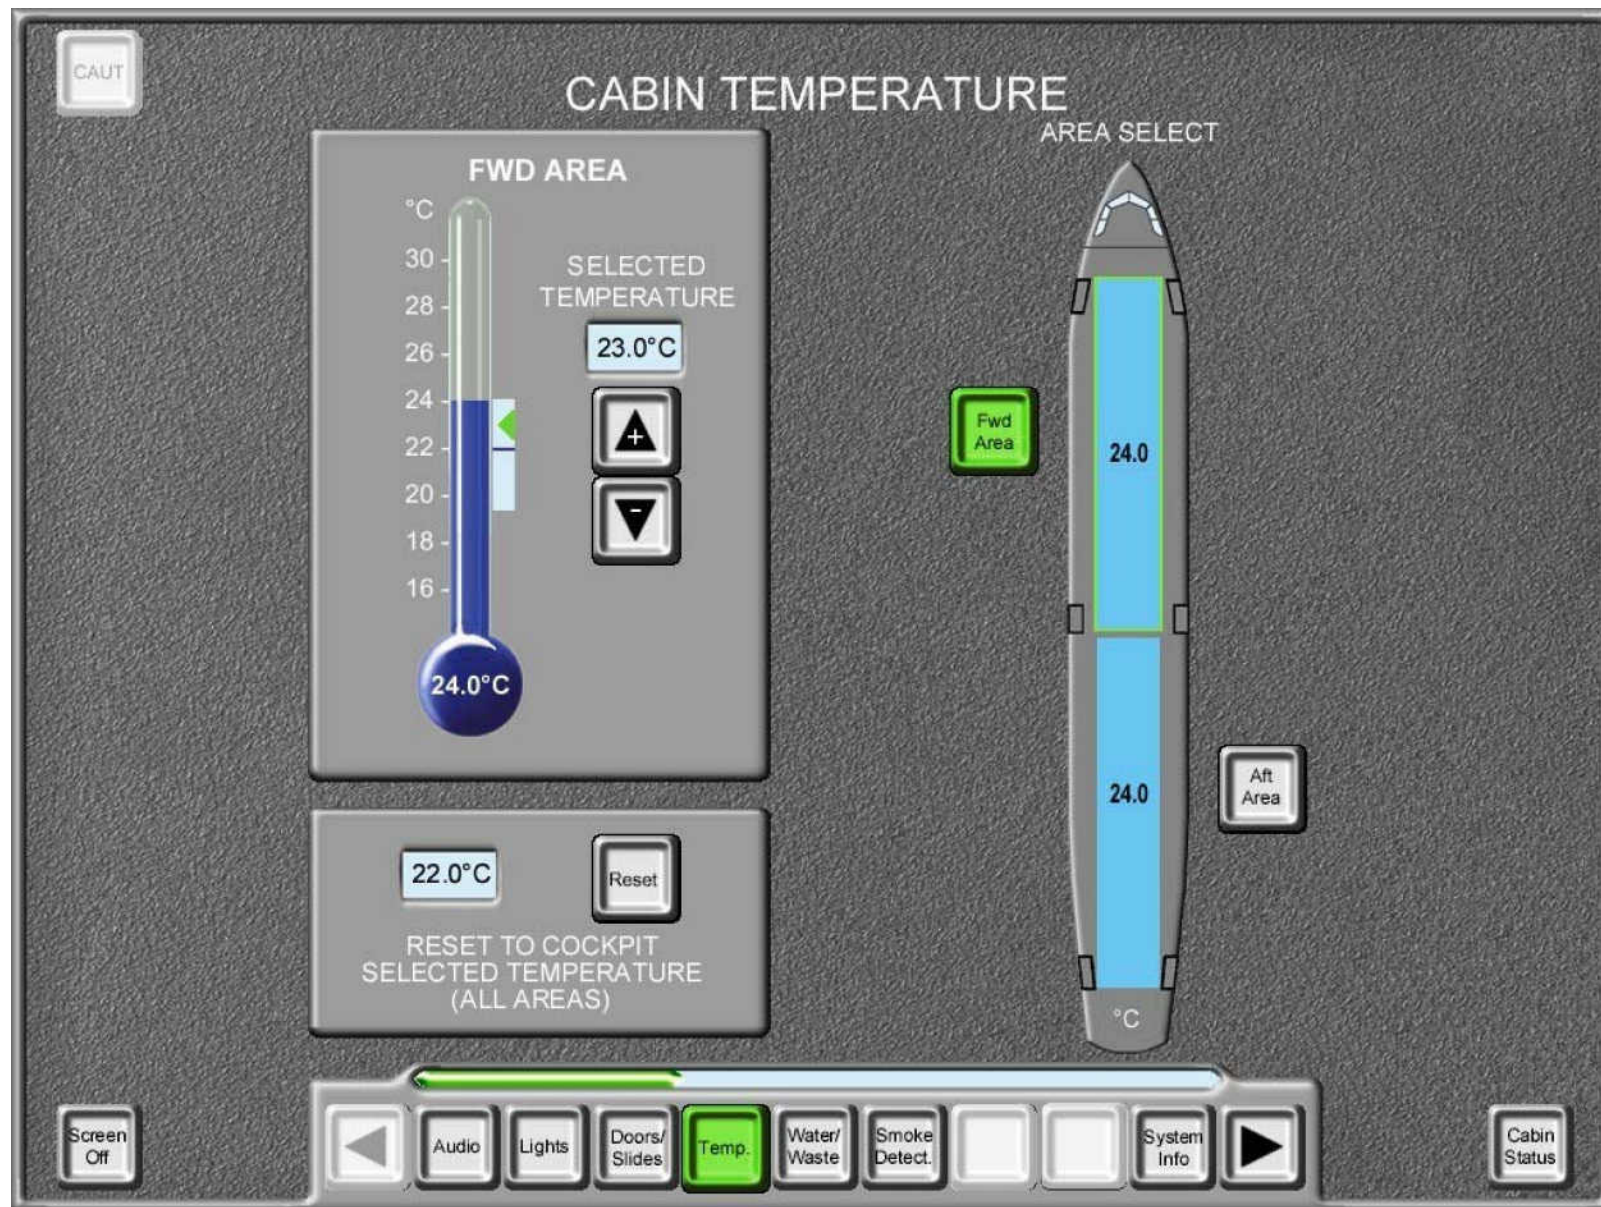 CAUT
CABIN TEMPERATURE
AREA SELECT
FWD AREA
°C
30
28
26
24
22
20
18
16
24.0°C
SELECTED
TEMPERATURE
23.0°C
+
-
Fwd
Area
24.0
24.0
Aft
Area
°C
22.0°C
Reset
RESET TO COCKPIT
SELECTED TEMPERATURE
(ALL AREAS)
Screen
Off
Audio
Lights
Doors/
Slides
Temp.
Water/
Waste
Smoke
Detect.
System
Info
Cabin
Status